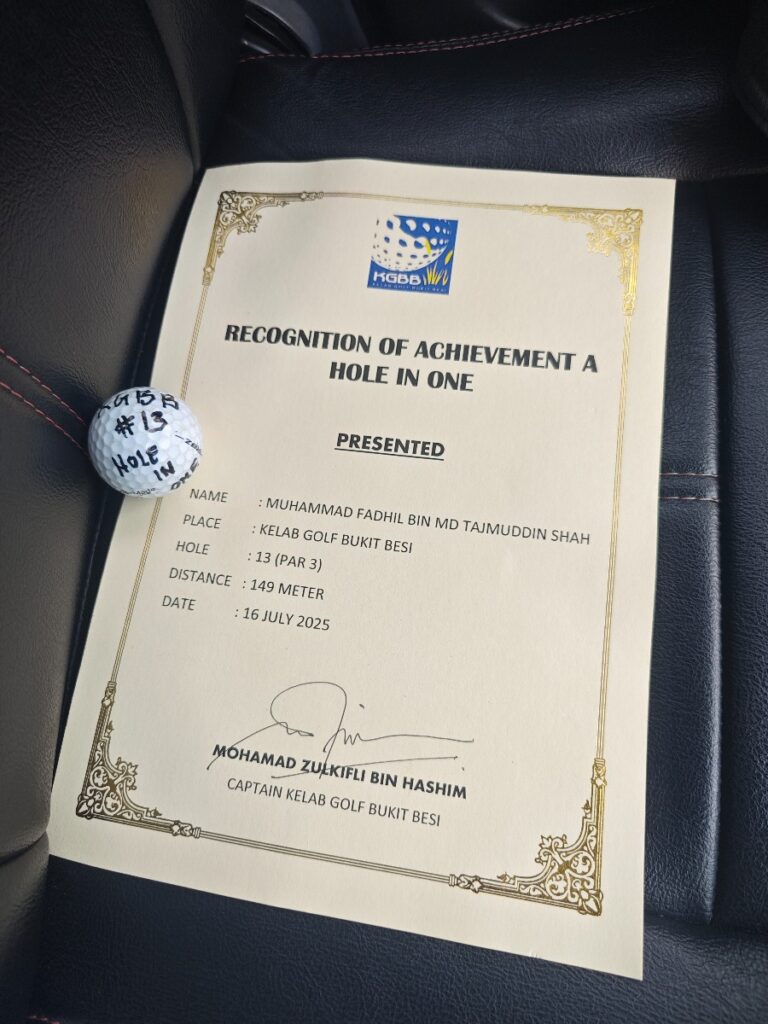 KGBB
KELAB GOLF BUKIT BESI
RECOGNITION OF ACHIEVEMENT A
HOLE IN ONE
PRESENTED
NAME : MUHAMMAD FADHIL BIN MD TAJMUDDIN SHAH
PLACE : KELAB GOLF BUKIT BESI
HOLE : 13 (PAR 3)
DISTANCE : 149 METER
DATE : 16 JULY 2025
MOHAMAD ZULKIFLI BIN HASHIM
CAPTAIN KELAB GOLF BUKIT BESI
KGBB
#13
HOLE
IN
ONE